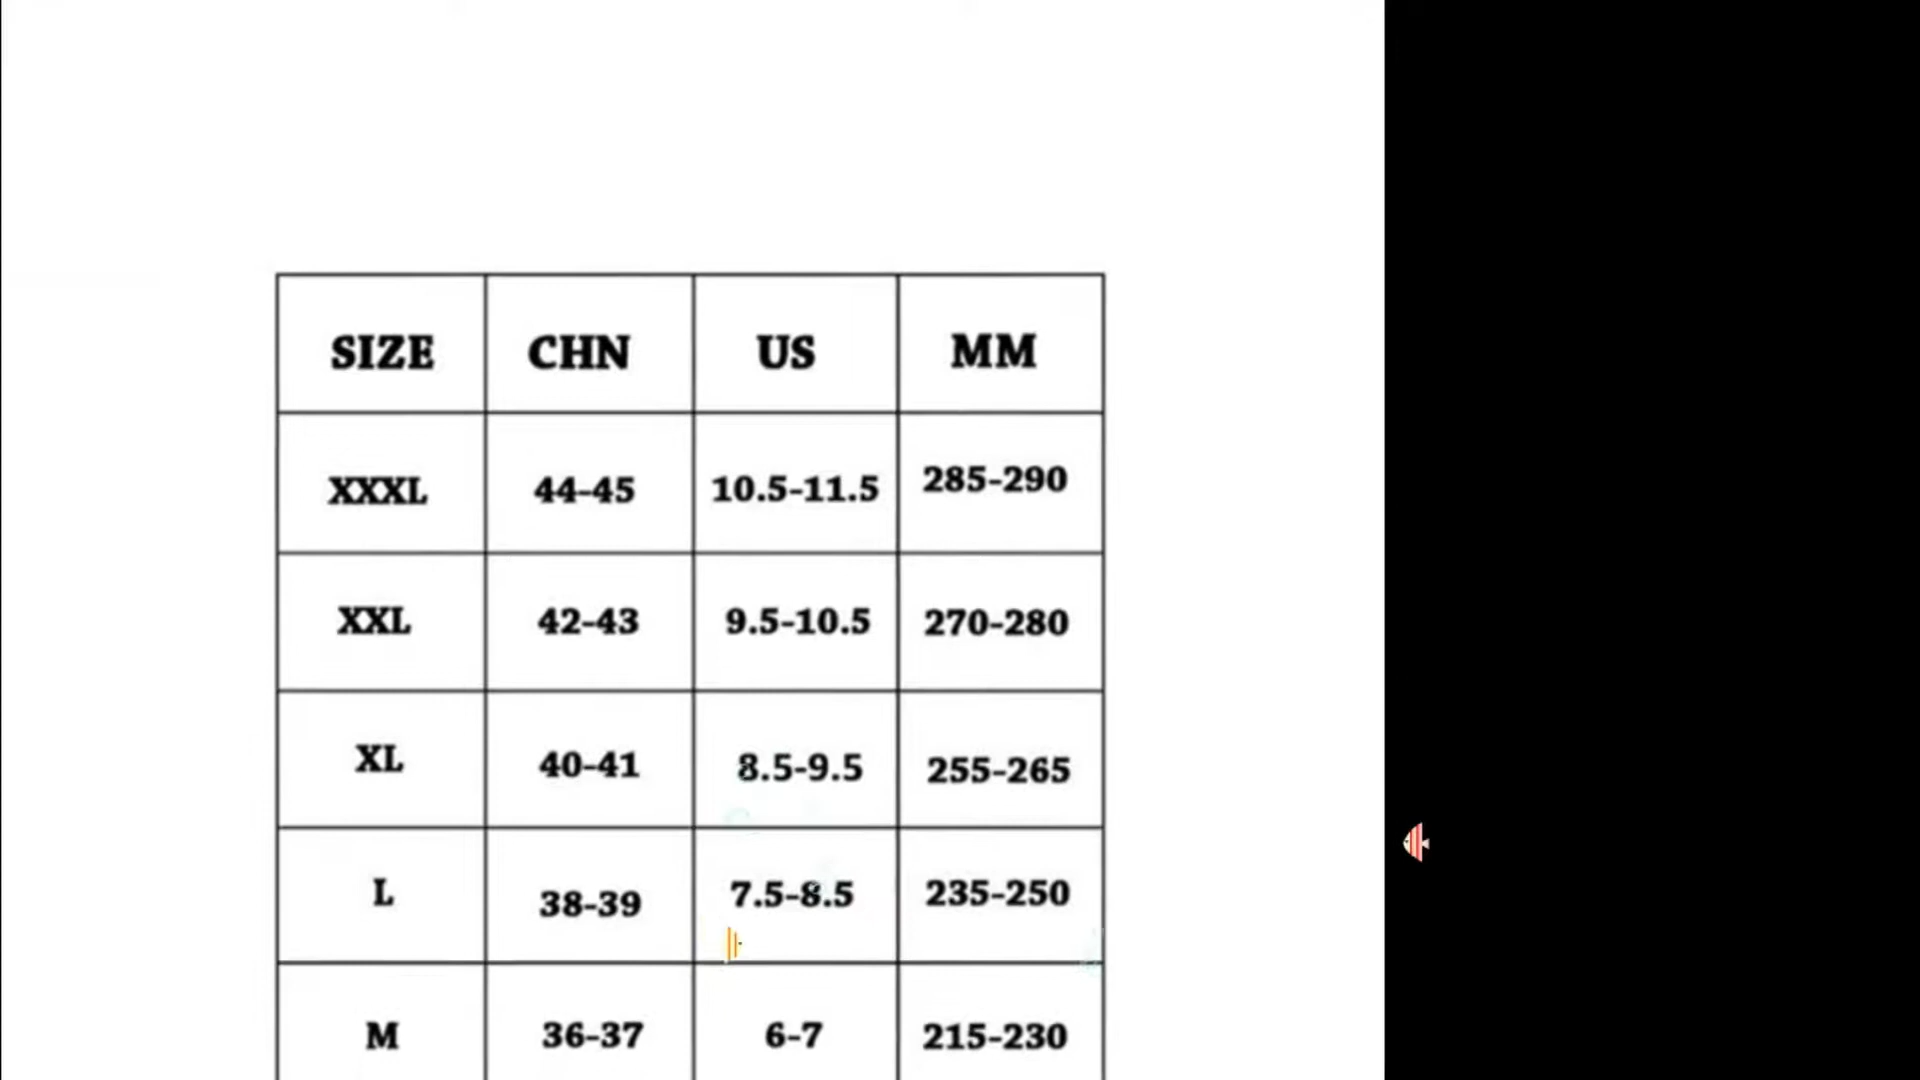 SIZE CHN US MM
XXXL 44-45 10.5-11.5 285-290
XXL 42-43 9.5-10.5 270-280
XL 40-41 8.5-9.5 255-265
L 38-39 7.5-8.5 235-250
M 36-37 6-7 215-230